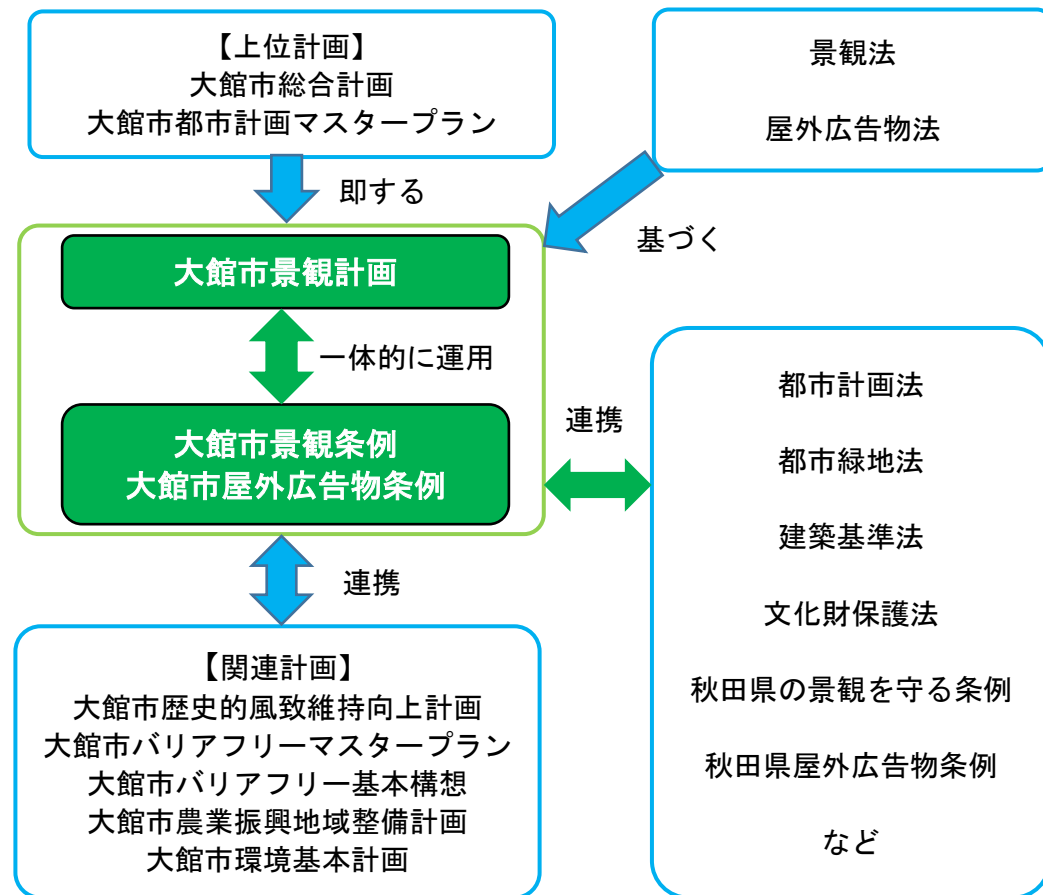 【上位計画】
大館市総合計画
大館市都市計画マスタープラン
景観法
屋外広告物法
即する
基づく
大館市景観計画
一体的に運用
大館市景観条例
大館市屋外広告物条例
連携
都市計画法
都市緑地法
建築基準法
文化財保護法
秋田県の景観を守る条例
秋田県屋外広告物条例
など
連携
【関連計画】
大館市歴史的風致維持向上計画
大館市バリアフリーマスタープラン
大館市バリアフリー基本構想
大館市農業振興地域整備計画
大館市環境基本計画